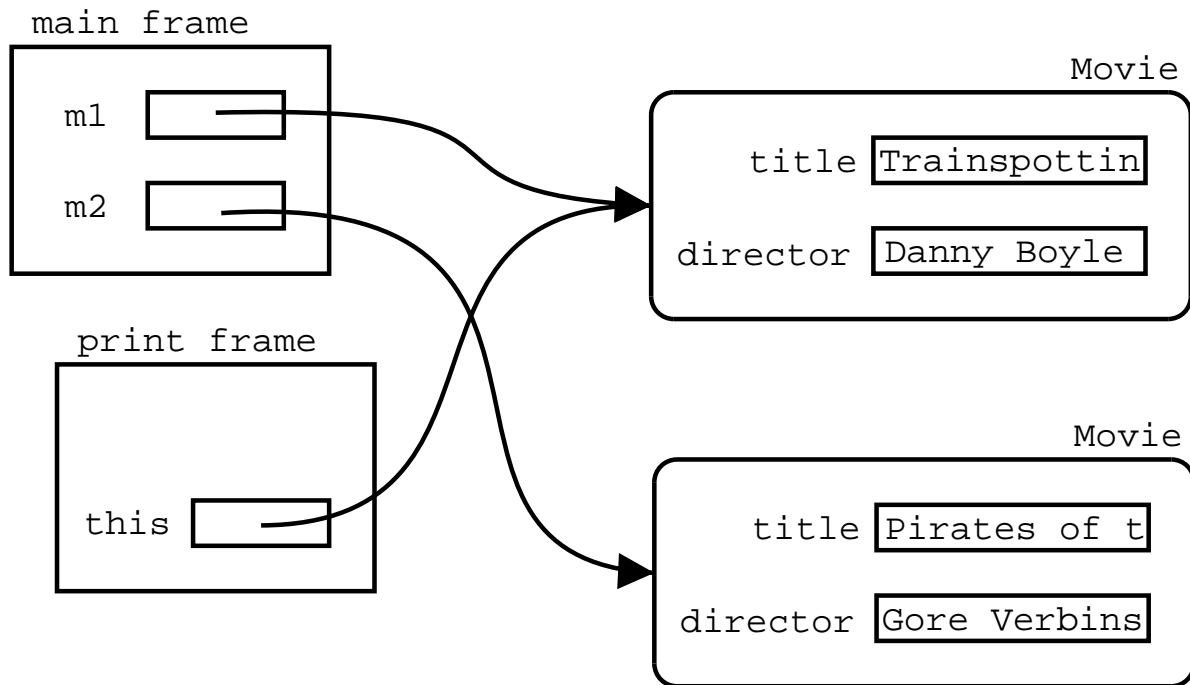 main frame
m1
m2
Movie
title Trainspottin
director Danny Boyle
print frame
this
Movie
title Pirates of t
director Gore Verbins